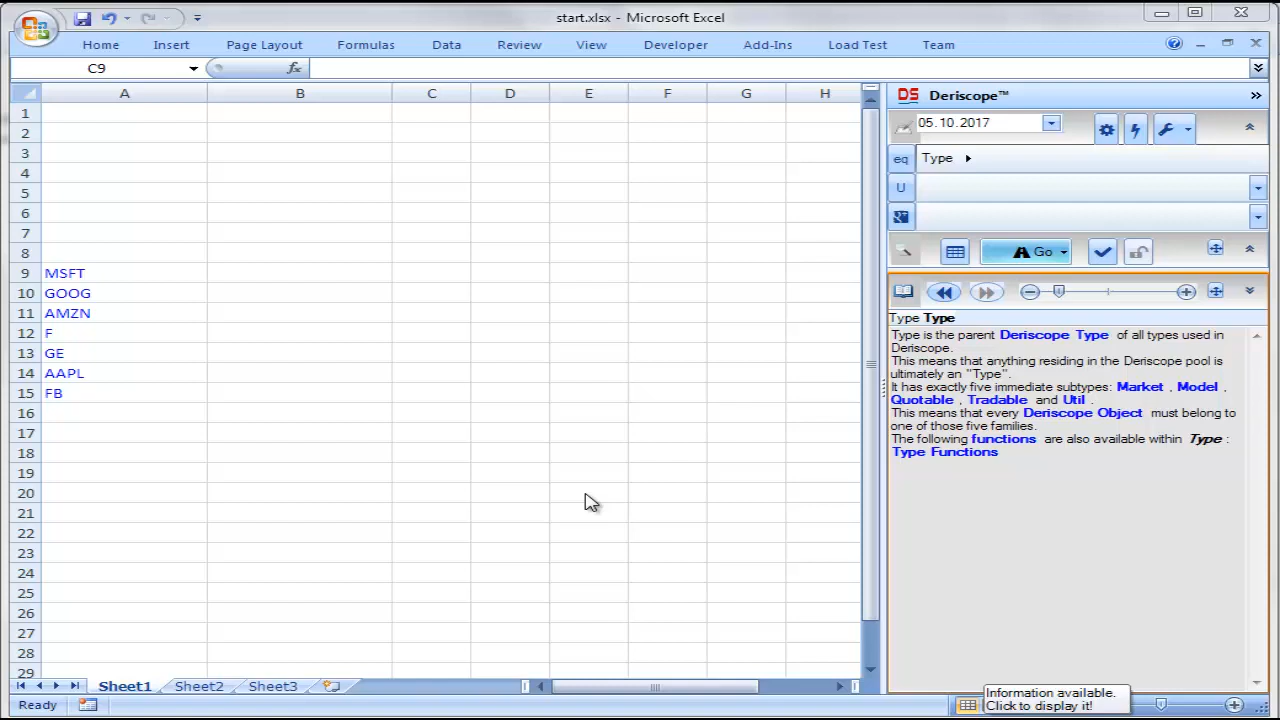 start.xlsx - Microsoft Excel
Home Insert Page Layout Formulas Data Review View Developer Add-Ins Load Test Team
C9 fx
A B C D E F G H
1
2
3
4
5
6
7
8
9 MSFT
10 GOOG
11 AMZN
12 F
13 GE
14 AAPL
15 FB
16
17
18
19
20
21
22
23
24
25
26
27
28
29
Sheet1 Sheet2 Sheet3
Ready
DS Deriscope™
05.10.2017
eq Type
U
Go
Type Type
Type is the parent Deriscope Type of all types used in
Deriscope.
This means that anything residing in the Deriscope pool is
ultimately an "Type".
It has exactly five immediate subtypes: Market , Model ,
Quotable , Tradable and Util .
This means that every Deriscope Object must belong to
one of those five families.
The following functions are also available within Type :
Type Functions
Information available.
Click to display it!